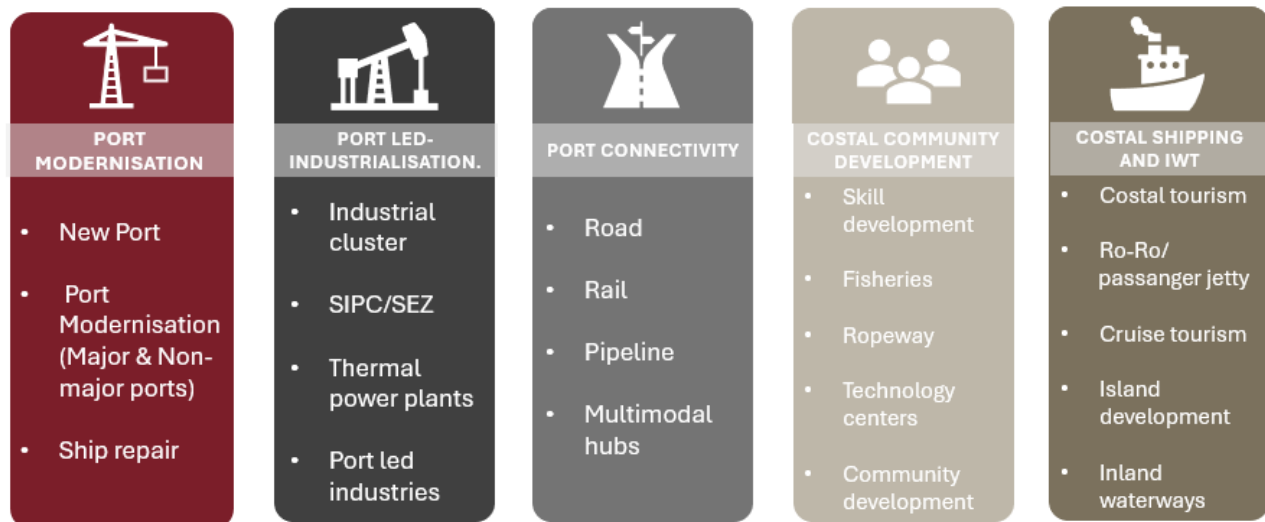 PORT
MODERNISATION
• New Port
• Port
Modernisation
(Major & Non-
major ports)
• Ship repair
PORT LED-
INDUSTRIALISATION.
• Industrial
cluster
• SIPC/SEZ
• Thermal
power plants
• Port led
industries
PORT CONNECTIVITY
• Road
• Rail
• Pipeline
• Multimodal
hubs
COSTAL COMMUNITY
DEVELOPMENT
• Skill
development
• Fisheries
• Ropeway
• Technology
centers
• Community
development
COSTAL SHIPPING
AND IWT
• Costal tourism
• Ro-Ro/
passanger jetty
• Cruise tourism
• Island
development
• Inland
waterways